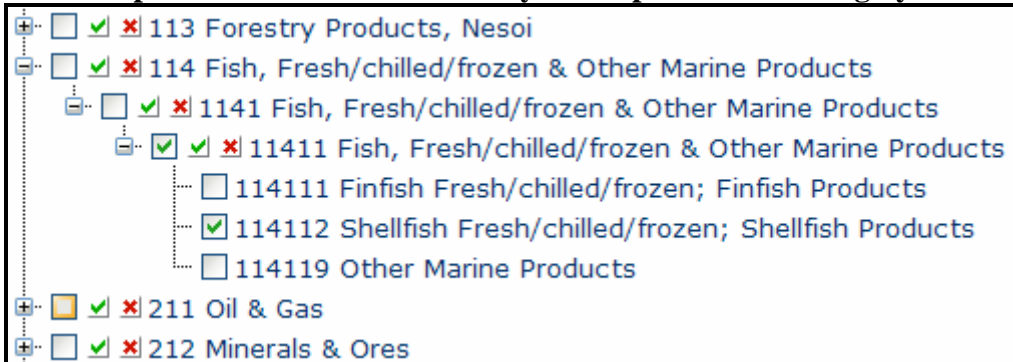 113 Forestry Products, Nesoi
114 Fish, Fresh/chilled/frozen & Other Marine Products
1141 Fish, Fresh/chilled/frozen & Other Marine Products
11411 Fish, Fresh/chilled/frozen & Other Marine Products
114111 Finfish Fresh/chilled/frozen; Finfish Products
114112 Shellfish Fresh/chilled/frozen; Shellfish Products
114119 Other Marine Products
211 Oil & Gas
212 Minerals & Ores